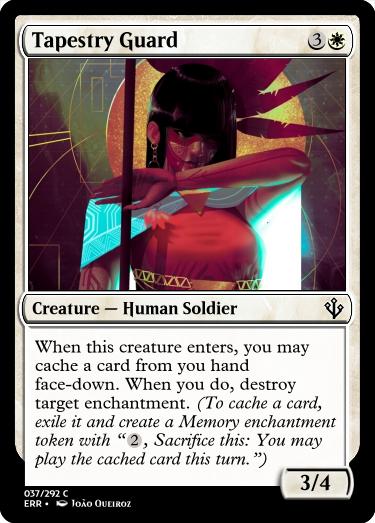 Tapestry Guard 3
Creature — Human Soldier
When this creature enters, you may
cache a card from you hand
face-down. When you do, destroy
target enchantment. (To cache a card,
exile it and create a Memory enchantment
token with “2, Sacrifice this: You may
play the cached card this turn.”)
3/4
037/292 C
ERR • João Queiroz